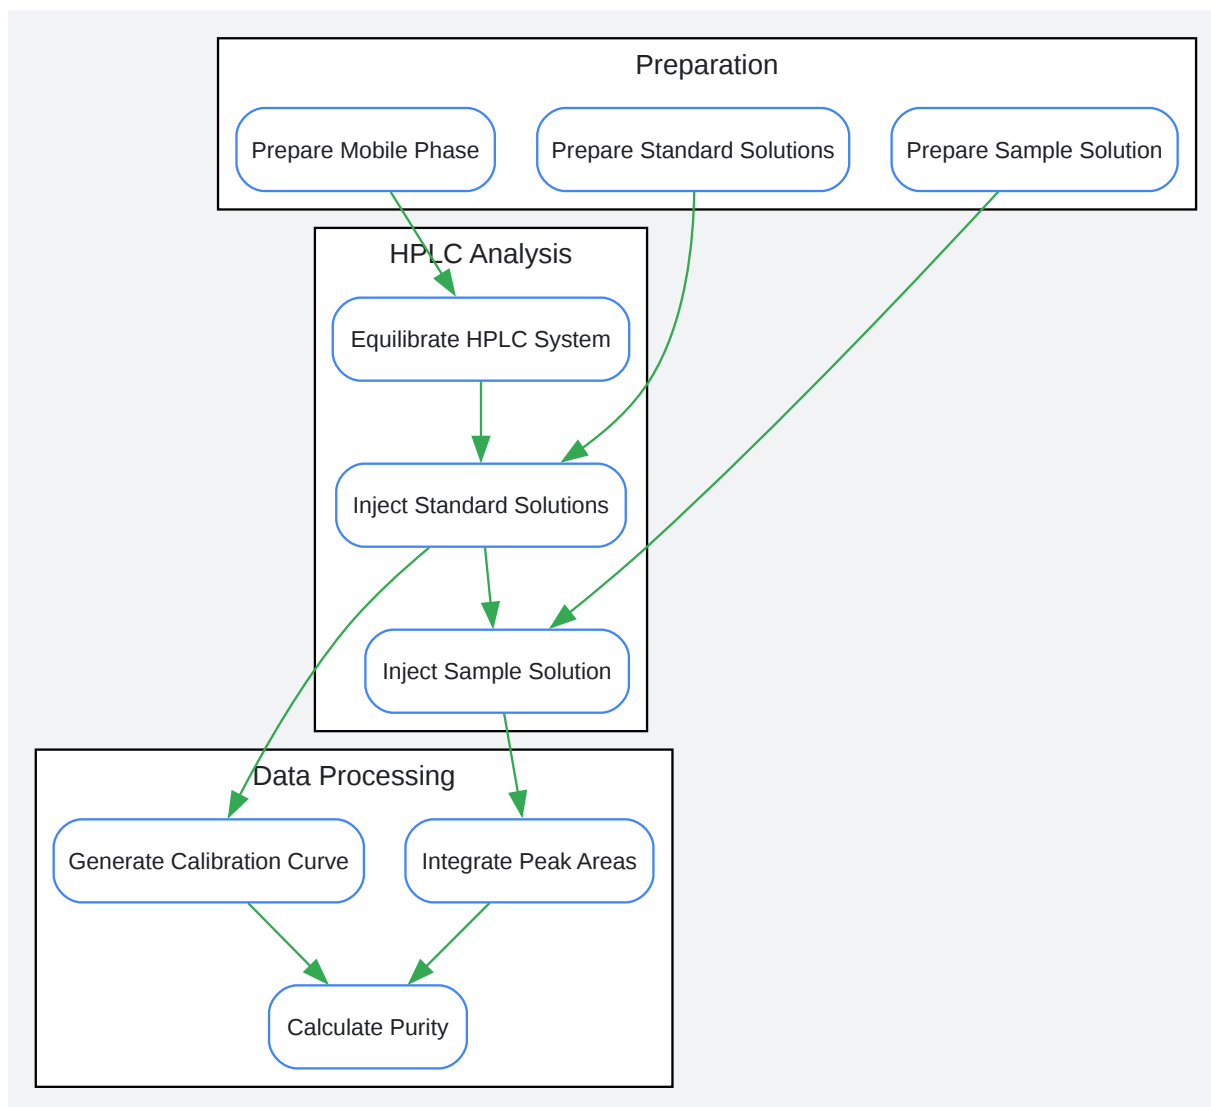 Preparation
Prepare Mobile Phase
Prepare Standard Solutions
Prepare Sample Solution
HPLC Analysis
Equilibrate HPLC System
Inject Standard Solutions
Inject Sample Solution
Data Processing
Generate Calibration Curve
Integrate Peak Areas
Calculate Purity